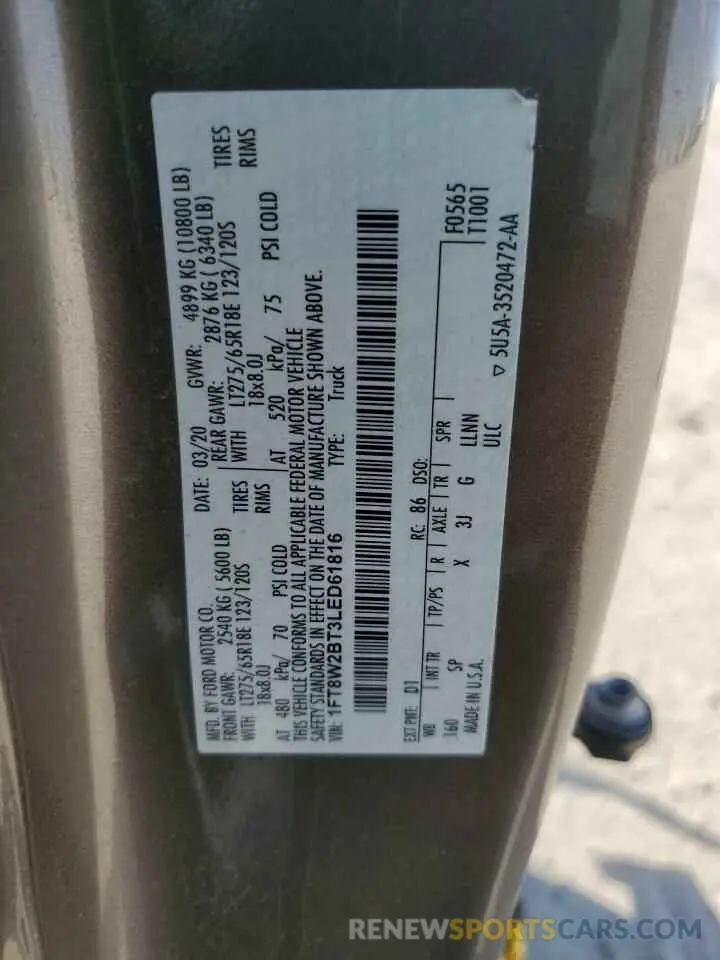 MFD. BY FORD MOTOR CO.
DATE: 03/20 GVWR: 4899 KG (10800 LB)
FRONT GAWR: 2540 KG ( 5600 LB) REAR GAWR: 2876 KG ( 6340 LB)
WITH LT275/65R18E 123/120S TIRES WITH LT275/65R18E 123/120S TIRES
18x8.0J RIMS 18x8.0J RIMS
AT 480 kPa/ 70 PSI COLD AT 520 kPa/ 75 PSI COLD
THIS VEHICLE CONFORMS TO ALL APPLICABLE FEDERAL MOTOR VEHICLE
SAFETY STANDARDS IN EFFECT ON THE DATE OF MANUFACTURE SHOWN ABOVE.
VIN: 1FT8W2BT3LED61816 TYPE: Truck
F0565
T1001
EXT PNT: D1 RC: 86 DSO:
WB INT TR TP/PS R AXLE TR SPR
160 SP X 3J G LLNN
MADE IN U.S.A. ULC
▽ 5U5A-3520472-AA
RENEWSPORTSCARS.COM